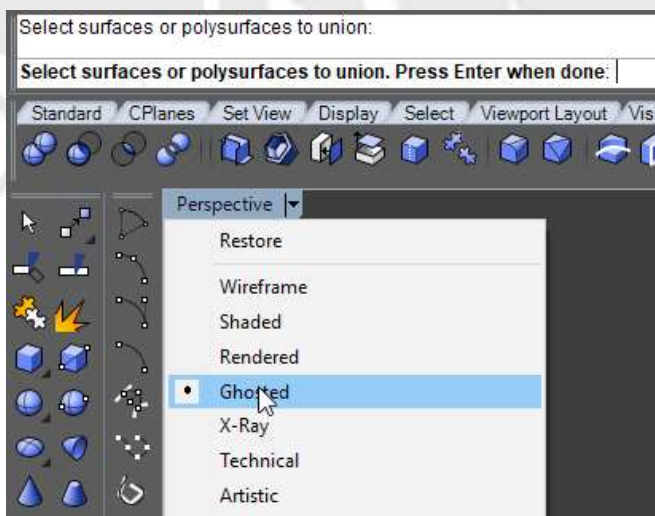 Select surfaces or polysurfaces to union:
Select surfaces or polysurfaces to union. Press Enter when done:
Standard CPlanes Set View Display Select Viewport Layout Vis
Perspective
Restore
Wireframe
Shaded
Rendered
Ghosted
X-Ray
Technical
Artistic